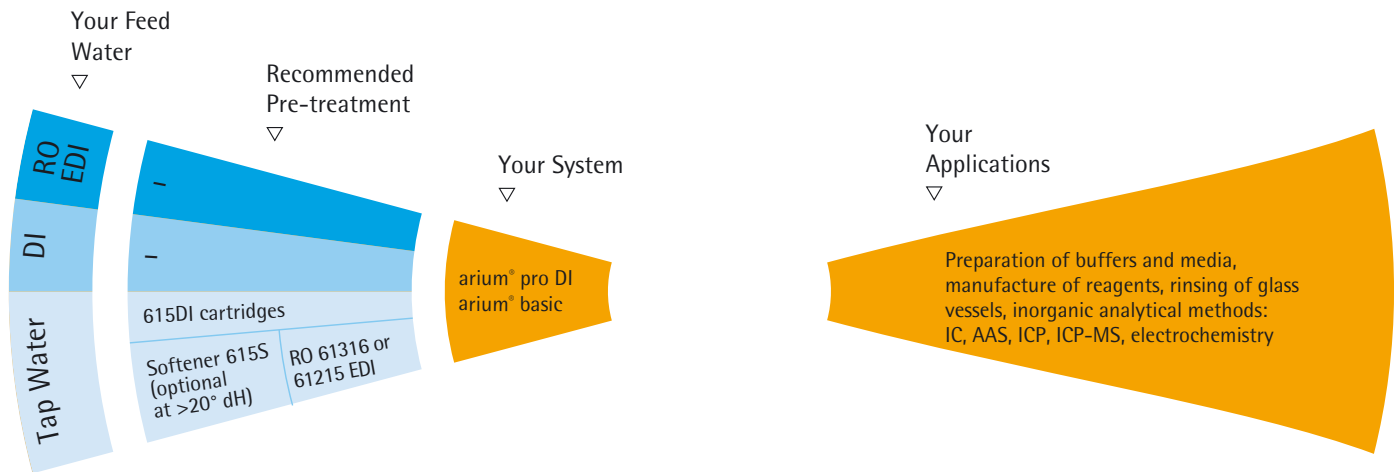 Your Feed
Water
▽
Recommended
Pre-treatment
▽
Your System
▽
Your
Applications
▽
RO
EDI
–
DI
–
Tap Water
615DI cartridges
Softener 615S
(optional
at >20° dH)
RO 61316 or
61215 EDI
arium® pro DI
arium® basic
Preparation of buffers and media,
manufacture of reagents, rinsing of glass
vessels, inorganic analytical methods:
IC, AAS, ICP, ICP-MS, electrochemistry